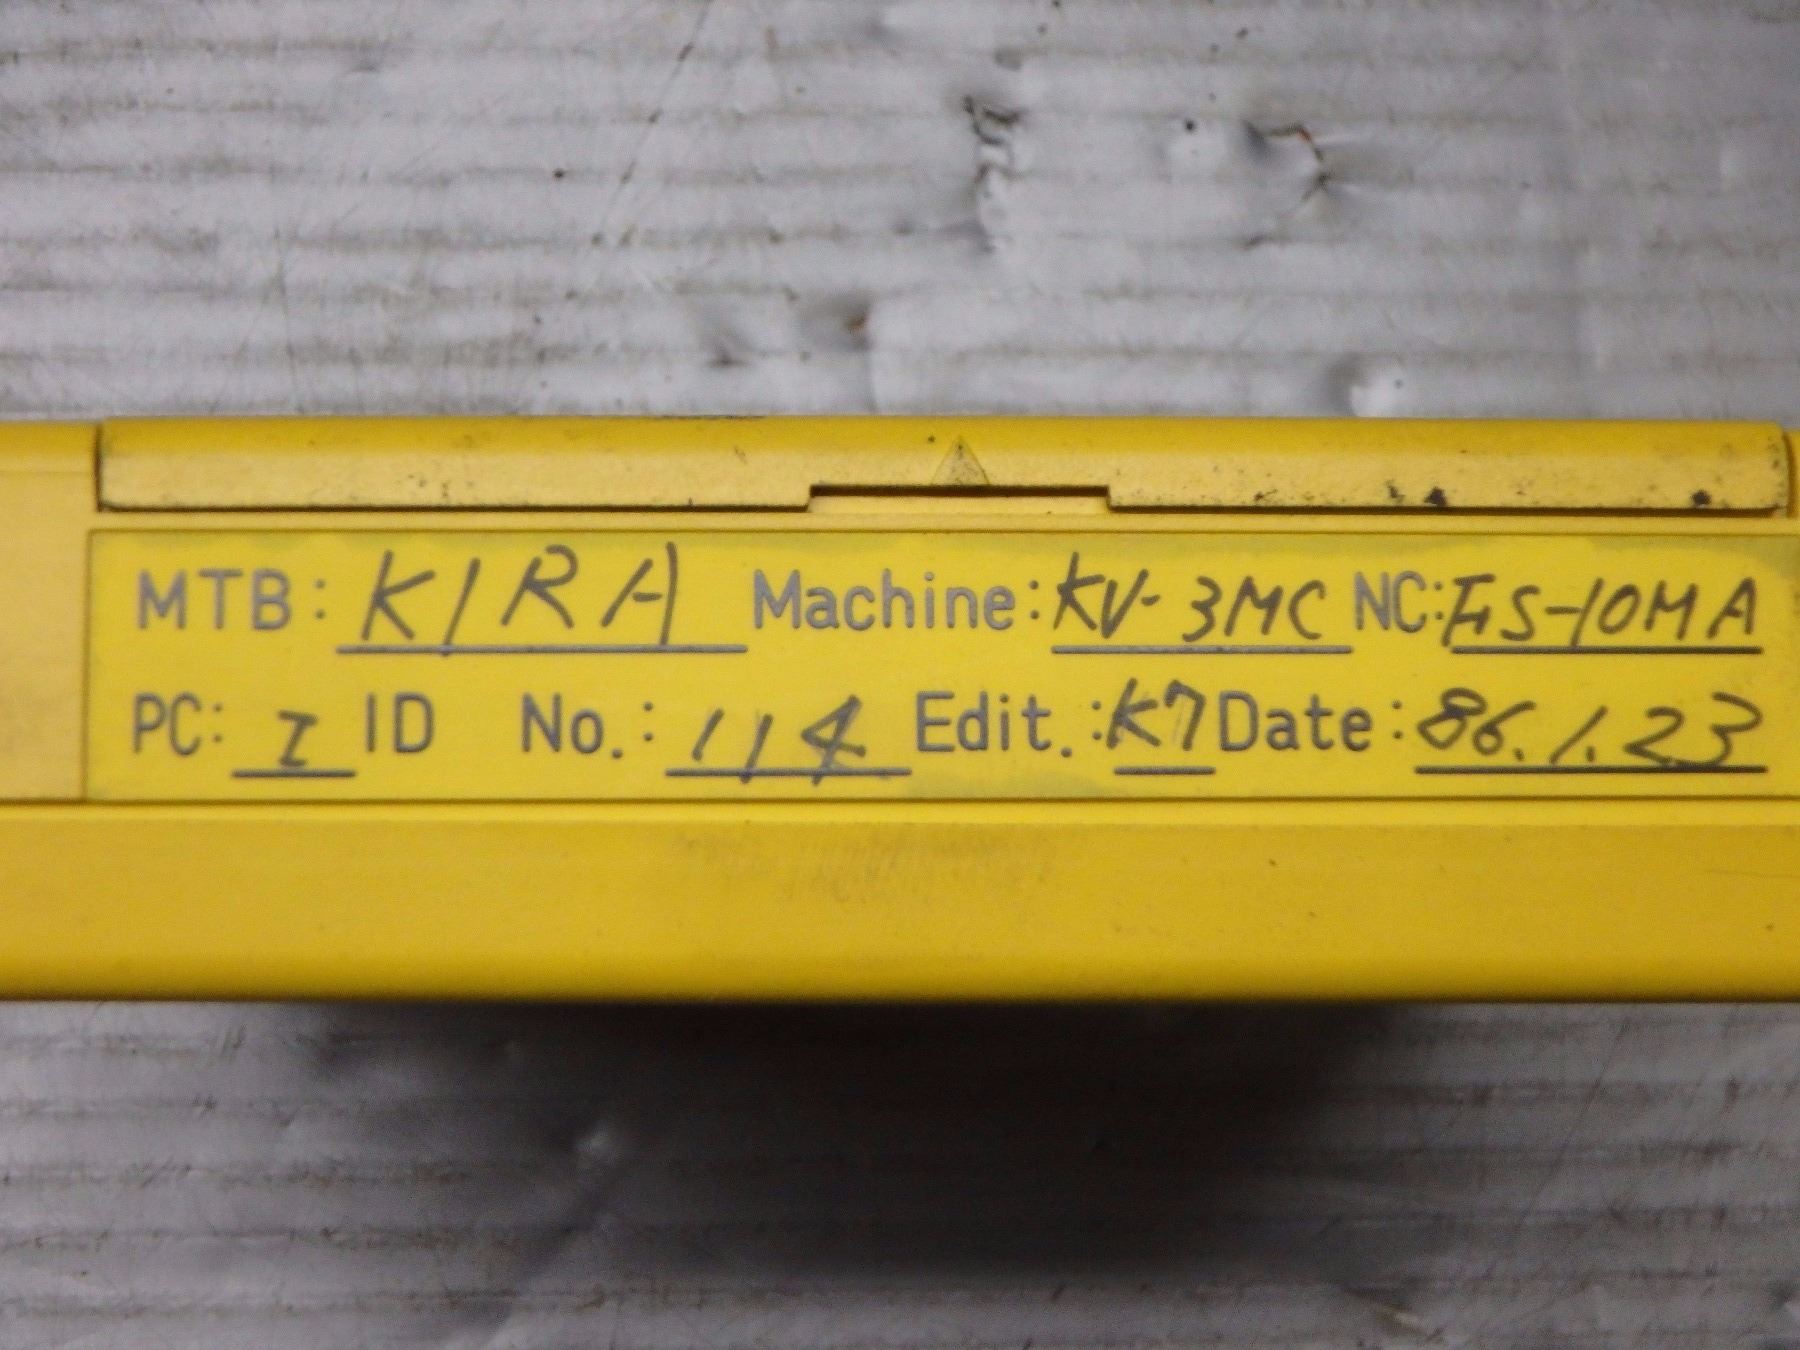 MTB: KIRA Machine: KV-3MC NC: FS-10MA
PC: I ID No.: 114 Edit.: K7 Date: 86.1.23